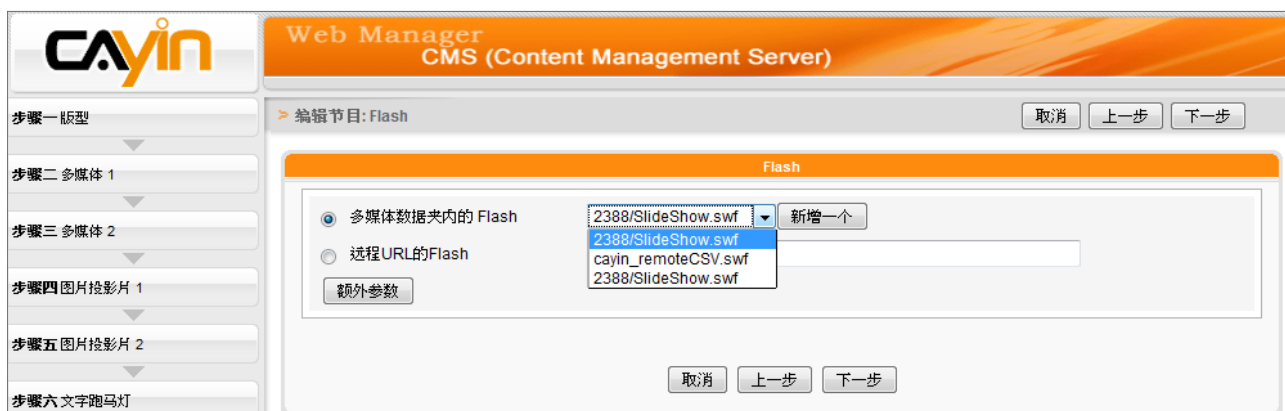 CAYIN
Web Manager
CMS (Content Management Server)
步骤一 版型
步骤二 多媒体 1
步骤三 多媒体 2
步骤四 图片投影片 1
步骤五 图片投影片 2
步骤六 文字跑马灯
> 编辑节目: Flash
取消 上一步 下一步
Flash
多媒体数据夹内的 Flash 2388/SlideShow.swf 新增一个
2388/SlideShow.swf
cayin_remoteCSV.swf
2388/SlideShow.swf
远程URL的Flash
额外参数
取消 上一步 下一步